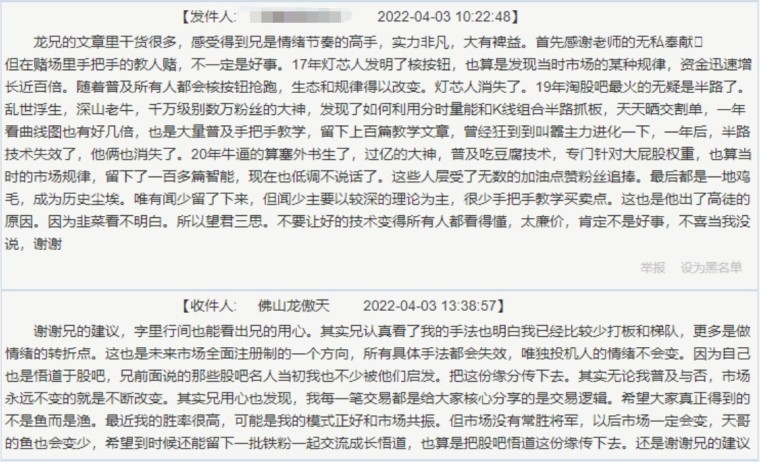 【发件人: 2022-04-03 10:22:48】
龙兄的文章里干货很多，感受得到兄是情绪节奏的高手，实力非凡，大有裨益。首先感谢老师的无私奉献□
但在赌场里手把手的教人赌，不一定是好事。17年灯芯人发明了核按钮，也算是发现当时市场的某种规律，资金迅速增
长近百倍。随着普及所有人都会核按钮抢跑，生态和规律得以改变。灯芯人消失了。19年淘股吧最火的无疑是半路了。
乱世浮生，深山老牛，千万级别数万粉丝的大神，发现了如何利用分时量能和K线组合半路抓板，天天晒交割单，一年
看曲线图也有好几倍，也是大量普及手把手教学，留下上百篇教学文章，曾经狂到到叫嚣主力进化一下，一年后，半路
技术失效了，他俩也消失了。20年牛逼的算塞外书生了，过亿的大神，普及吃豆腐技术，专门针对大屁股权重，也算当
时的市场规律，留下了一百多篇智能，现在也低调不说话了。这些人层受了无数的加油点赞粉丝追捧。最后都是一地鸡
毛，成为历史尘埃。唯有闻少留了下来，但闻少主要以较深的理论为主，很少手把手教学买卖点。这也是他出了高徒的
原因。因为韭菜看不明白。所以望君三思。不要让好的技术变得所有人都看得懂，太廉价，肯定不是好事，不喜当我没
说，谢谢
举报 设为黑名单
【收件人: 佛山龙傲天 2022-04-03 13:38:57】
谢谢兄的建议，字里行间也能看出兄的用心。其实兄认真看了我的手法也明白我已经比较少打板和梯队，更多是做
情绪的转折点。这也是未来市场全面注册制的一个方向，所有具体手法都会失效，唯独投机人的情绪不会变。因为自己
也是悟道于股吧，兄前面说的那些股吧名人当初我也不少被他们启发。把这份缘分传下去。其实无论我普及与否，市场
永远不变的就是不断改变。其实兄用心也发现，我每一笔交易都是给大家核心分享的是交易逻辑。希望大家真正得到的
不是鱼而是渔。最近我的胜率很高，可能是我的模式正好和市场共振。但市场没有常胜将军，以后市场一定会变，天哥
的鱼也会变少，希望到时候还能留下一批铁粉一起交流成长悟道，也算是把股吧悟道这份缘传下去。还是谢谢兄的建议